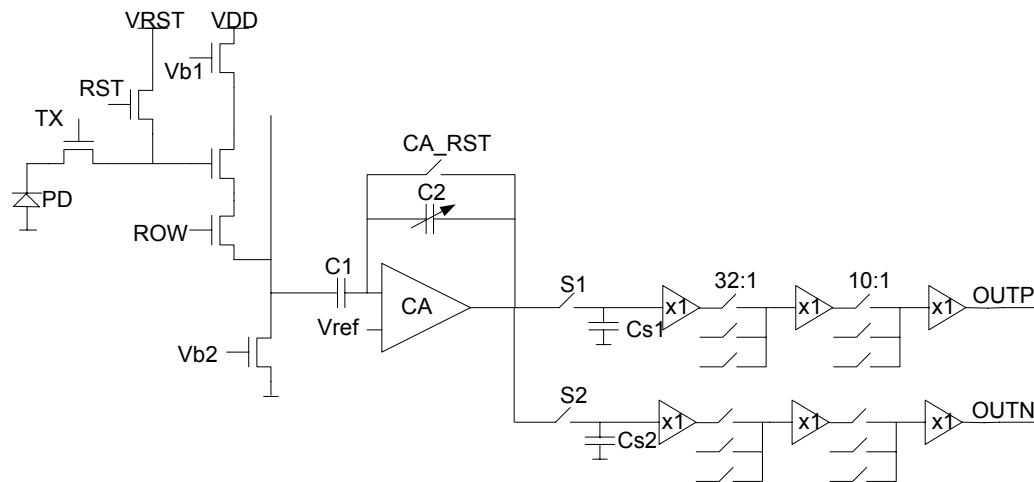 VRST VDD
Vb1
RST
TX
CA_RST
PD
C2
ROW
C1
S1
32:1
10:1
CA
x1
x1
x1
OUTP
Vref
Cs1
Vb2
S2
OUTN
x1
x1
x1
Cs2